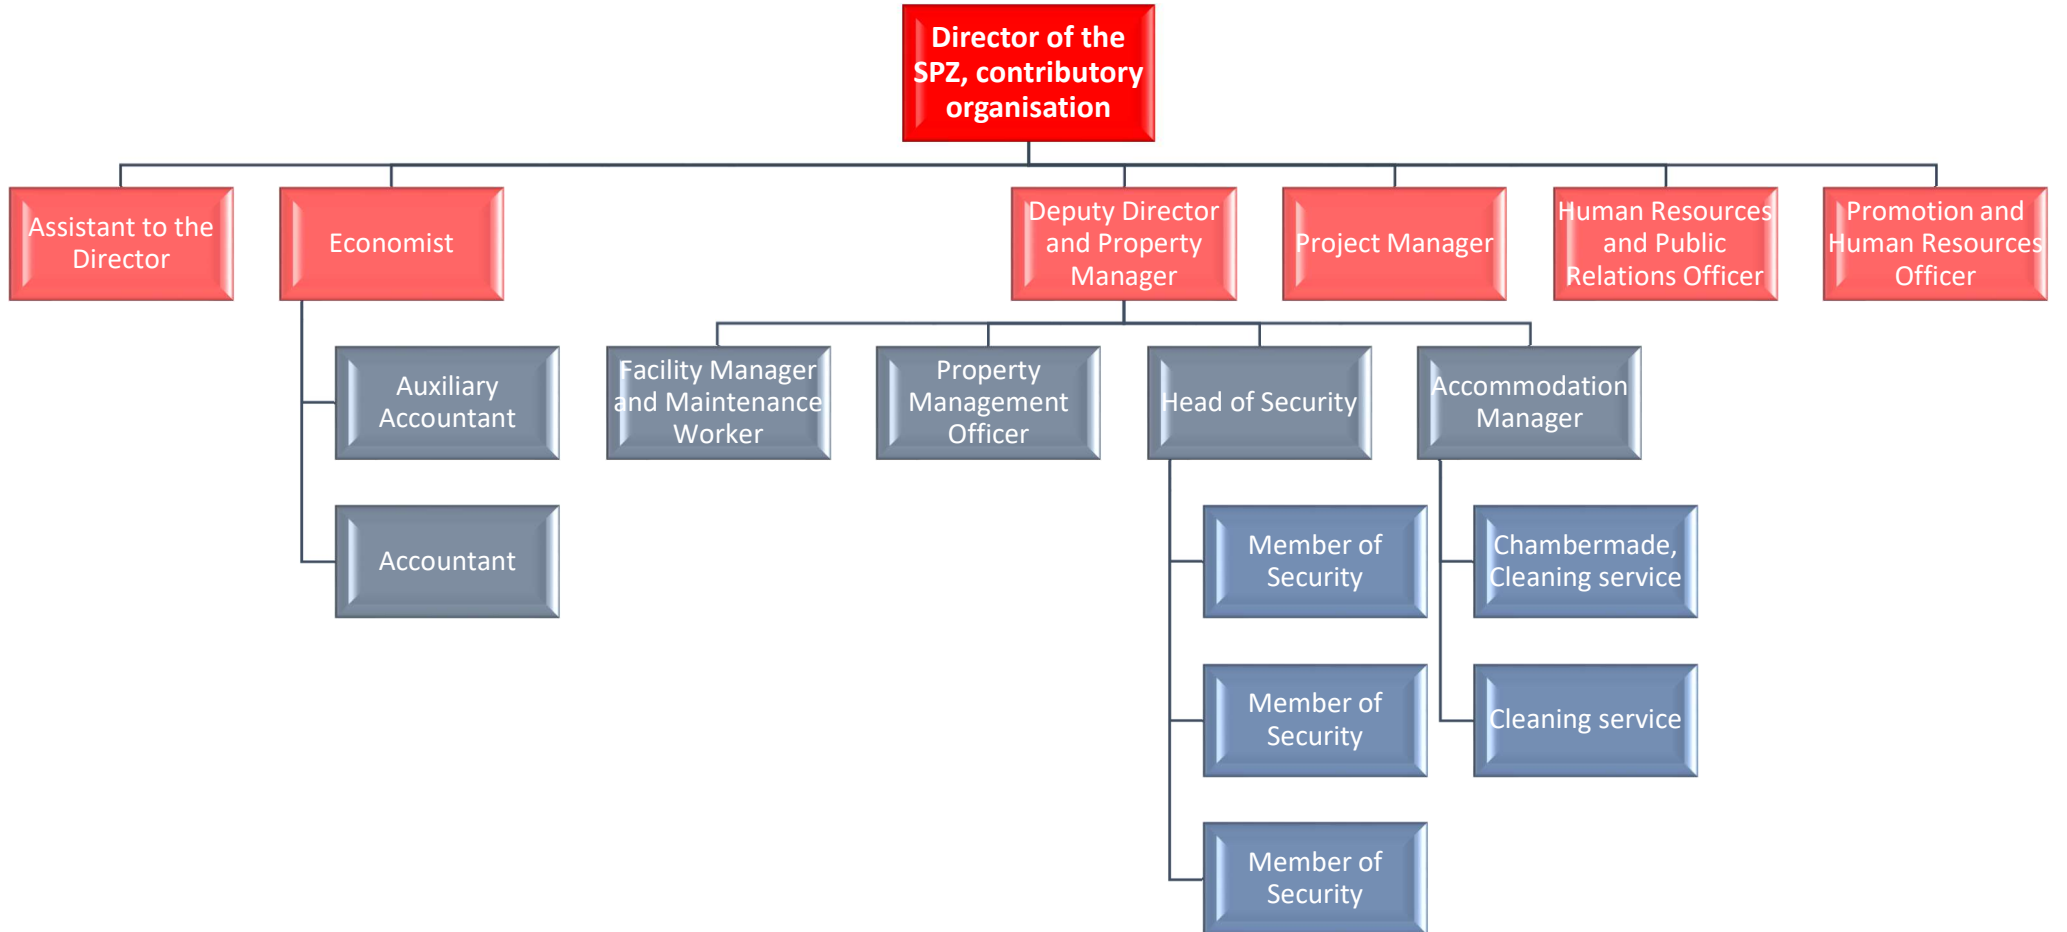 Director of the
SPZ, contributory
organisation
Assistant to the
Director
Economist
Deputy Director
and Property
Manager
Project Manager
Human Resources
and Public
Relations Officer
Promotion and
Human Resources
Officer
Auxiliary
Accountant
Facility Manager
and Maintenance
Worker
Property
Management
Officer
Head of Security
Accommodation
Manager
Accountant
Member of
Security
Chambermade,
Cleaning service
Member of
Security
Cleaning service
Member of
Security